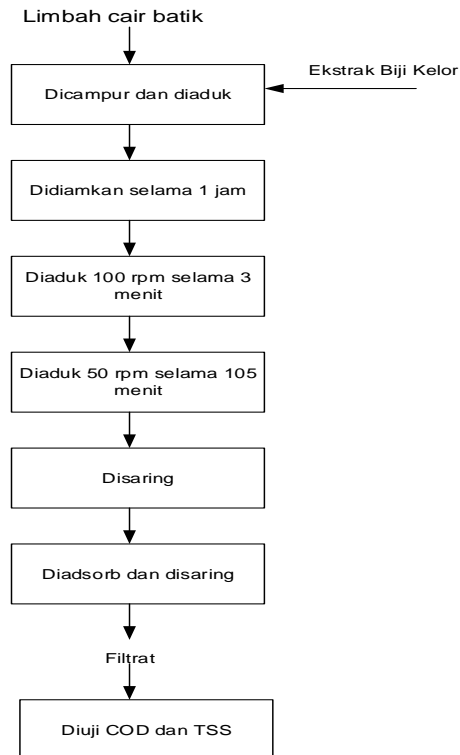 Limbah cair batik
Ekstrak Biji Kelor
Dicampur dan diaduk
Didiamkan selama 1 jam
Diaduk 100 rpm selama 3
menit
Diaduk 50 rpm selama 105
menit
Disaring
Diadsorb dan disaring
Filtrat
Diuji COD dan TSS